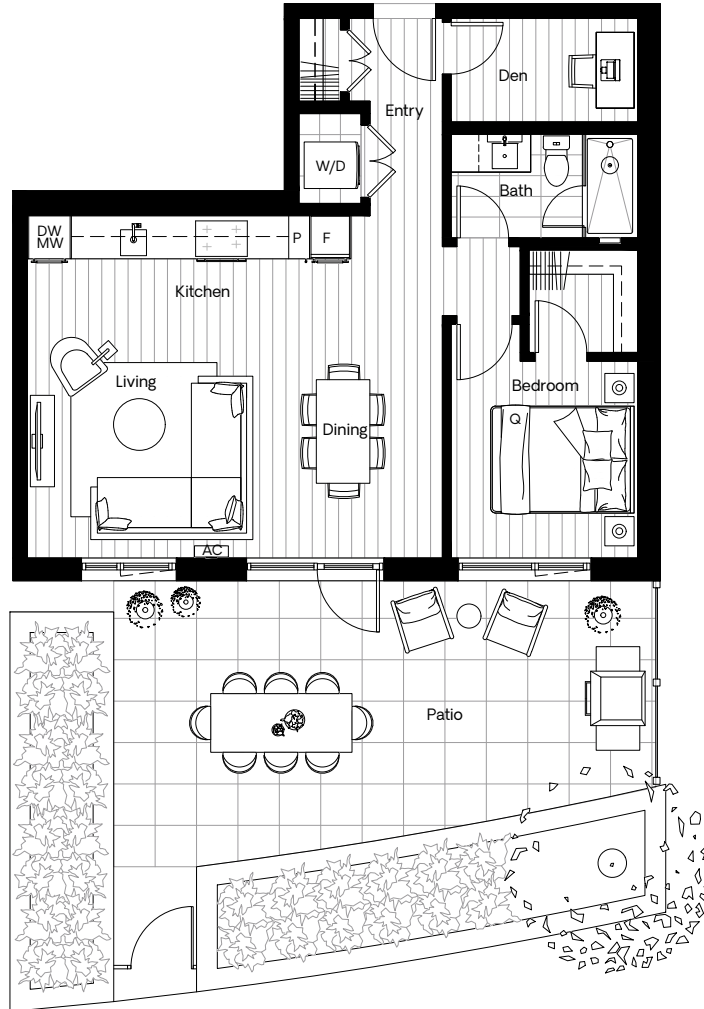 Den
Entry
W/D
Bath
DW
MW
P
F
Kitchen
Living
Bedroom
Q
Dining
AC
Patio